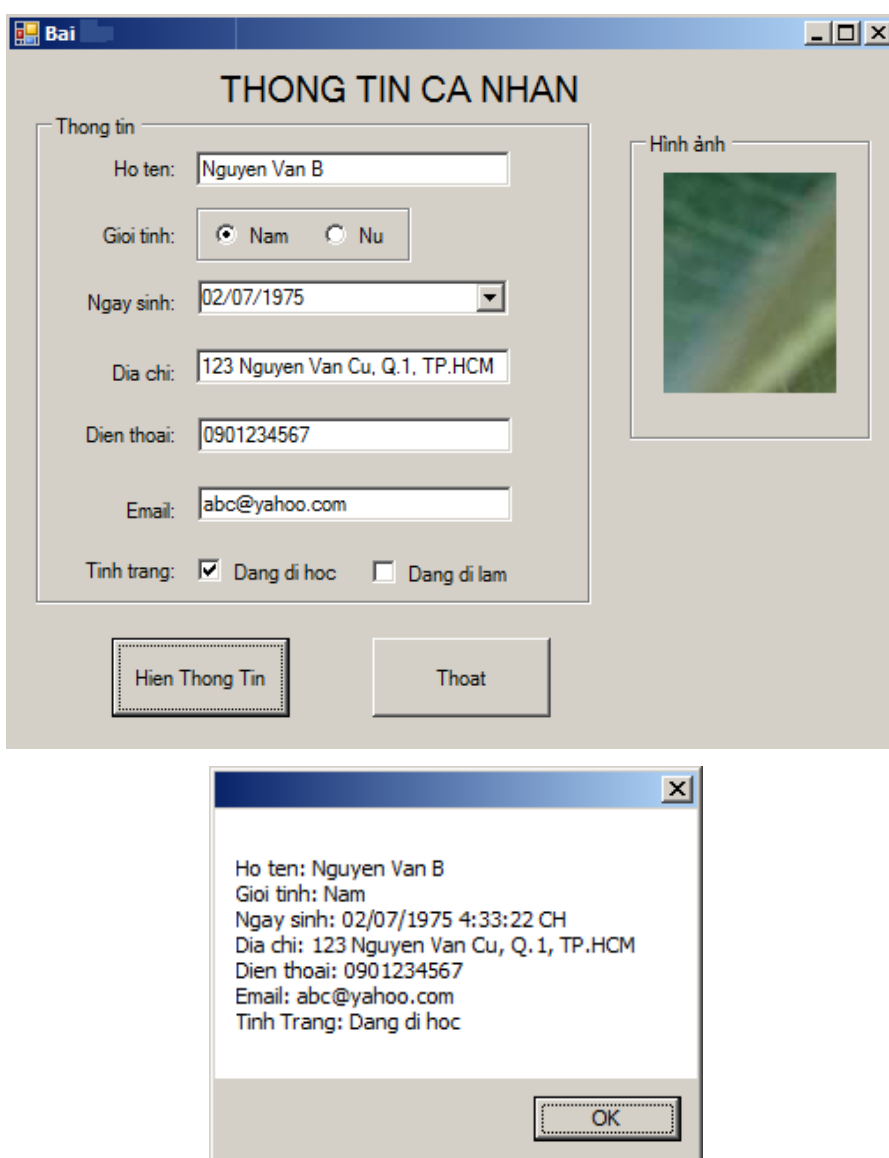 Bai
THONG TIN CA NHAN
Thong tin
Ho ten: Nguyen Van B
Gioi tinh: Nam Nu
Ngay sinh: 02/07/1975
Dia chi: 123 Nguyen Van Cu, Q.1, TP.HCM
Dien thoai: 0901234567
Email: abc@yahoo.com
Tinh trang: Dang di hoc Dang di lam
Hình ảnh
Hien Thong Tin Thoat
Ho ten: Nguyen Van B
Gioi tinh: Nam
Ngay sinh: 02/07/1975 4:33:22 CH
Dia chi: 123 Nguyen Van Cu, Q.1, TP.HCM
Dien thoai: 0901234567
Email: abc@yahoo.com
Tinh Trang: Dang di hoc
OK